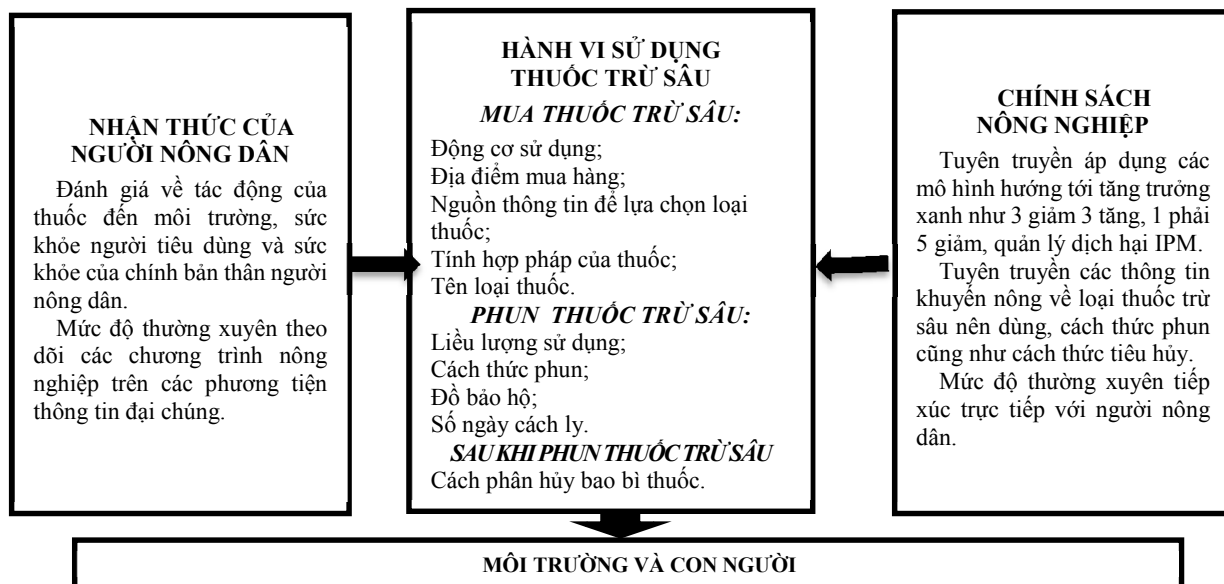 NHẬN THỨC CỦA
NGƯỜI NÔNG DÂN
Đánh giá về tác động của
thuốc đến môi trường, sức
khỏe người tiêu dùng và sức
khỏe của chính bản thân người
nông dân.
Mức độ thường xuyên theo
dõi các chương trình nông
nghiệp trên các phương tiện
thông tin đại chúng.
HÀNH VI SỬ DỤNG
THUỐC TRỪ SÂU
MUA THUỐC TRỪ SÂU:
Động cơ sử dụng;
Địa điểm mua hàng;
Nguồn thông tin để lựa chọn loại
thuốc;
Tính hợp pháp của thuốc;
Tên loại thuốc.
PHUN THUỐC TRỪ SÂU:
Liều lượng sử dụng;
Cách thức phun;
Đồ bảo hộ;
Số ngày cách ly.
SAU KHI PHUN THUỐC TRỪ SÂU
Cách phân hủy bao bì thuốc.
CHÍNH SÁCH
NÔNG NGHIỆP
Tuyên truyền áp dụng các
mô hình hướng tới tăng trưởng
xanh như 3 giảm 3 tăng, 1 phải
5 giảm, quản lý dịch hại IPM.
Tuyên truyền các thông tin
khuyến nông về loại thuốc trừ
sâu nên dùng, cách thức phun
cũng như cách thức tiêu hủy.
Mức độ thường xuyên tiếp
xúc trực tiếp với người nông
dân.
MÔI TRƯỜNG VÀ CON NGƯỜI